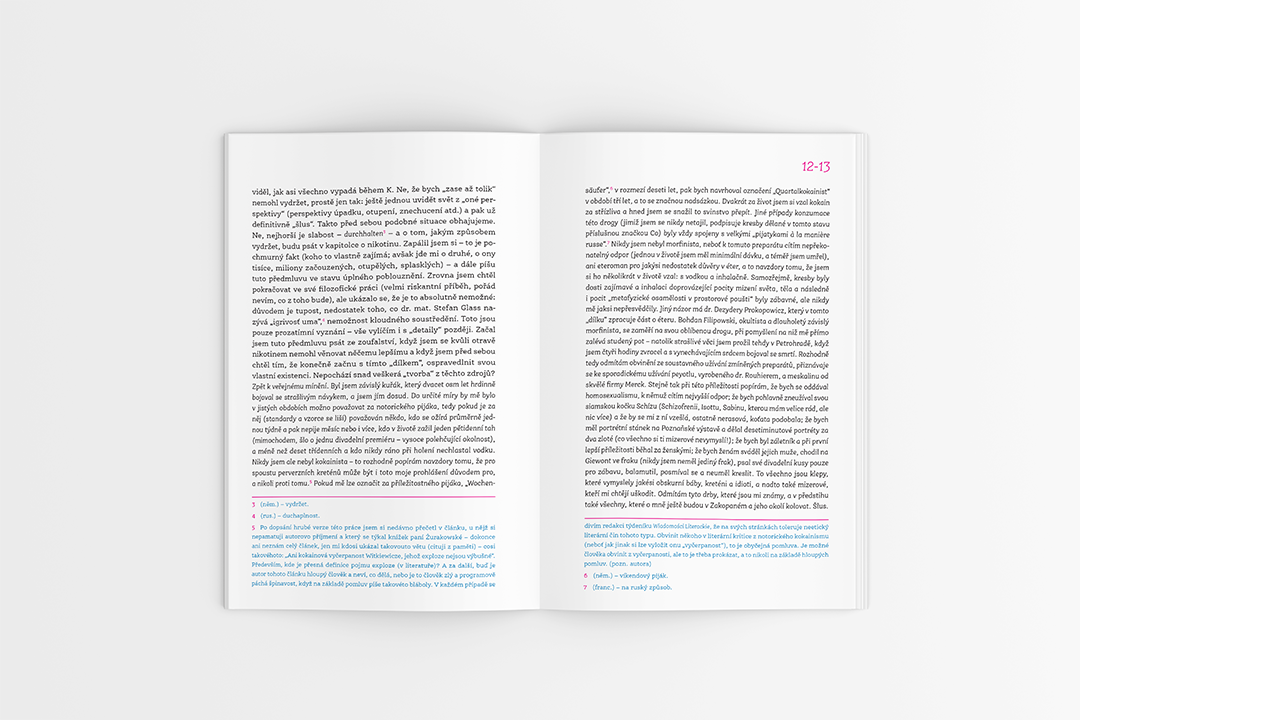 viděl, jak asi všechno vypadá během K. Ne, že bych „zase až tolik"
nemohl vydržet, prostě jen tak: ještě jednou uvidět svět z „oné per-
spektivy" (perspektivy úpadku, otupení, znechucení atd.) a pak už
definitivně „šlus". Takto před sebou podobné situace obhajujeme.
Ne, nejhorší je slabost – durchhalten³ – a o tom, jakým způsobem
vydržet, budu psát v kapitolce o nikotinu. Zapálil jsem si – to je po-
chmurný fakt (koho to vlastně zajímá; avšak jde mi o druhé, o ony
tisíce, miliony začouzených, otupělých, splasklých) – a dále píšu
tuto předmluvu ve stavu úplného poblouznění. Zrovna jsem chtěl
pokračovat ve své filozofické práci (velmi riskantní příběh, pořád
nevím, co z toho bude), ale ukázalo se, že je to absolutně nemožné:
důvodem je tupost, nedostatek toho, co dr. mat. Stefan Glass na-
zývá „igrivosť uma",⁴ nemožnost kloudného soustředění. Toto jsou
pouze prozatímní vyznání – vše vylíčím i s „detaily" později. Začal
jsem tuto předmluvu psát ze zoufalství, když jsem se kvůli otravě
nikotinem nemohl věnovat něčemu lepšímu a když jsem před sebou
chtěl tím, že konečně začnu s tímto „dílkem", ospravedlnit svou
vlastní existenci. Nepochází snad veškerá „tvorba" z těchto zdrojů?
Zpět k veřejnému mínění. Byl jsem závislý kuřák, který dvacet osm let hrdinně
bojoval se strašlivým návykem, a jsem jím dosud. Do určité míry by mě bylo
v jistých obdobích možno považovat za notorického pijáka, tedy pokud je za
něj (standardy a vzorce se liší) považován někdo, kdo se ožírá průměrně jed-
nou týdně a pak nepije měsíc nebo i více, kdo v životě zažil jeden pětidenní tah
(mimochodem, šlo o jednu divadelní premiéru – vysoce polehčující okolnost),
a méně než deset třídenních a kdo nikdy ráno při holení nechlastal vodku.
Nikdy jsem ale nebyl kokainista – to rozhodně popírám navzdory tomu, že pro
spoustu perverzních kreténů může být i toto moje prohlášení důvodem pro,
a nikoli proti tomu.⁵ Pokud mě lze označit za příležitostného pijáka, „Wochen-
3 (něm.) – vydržet.
4 (rus.) – duchaplnost.
5 Po dopsání hrubé verze této práce jsem si nedávno přečetl v článku, u nějž si
nepamatuji autorovo příjmení a který se týkal knížek paní Żurakowské – dokonce
ani neznám celý článek, jen mi kdosi ukázal takovouto větu (cituji z paměti) – cosi
takovéhoto: „Ani kokainová vyčerpanost Witkiewicze, jehož exploze nejsou výbušné".
Především, kde je přesná definice pojmu exploze (v literatuře)? A za další, buď je
autor tohoto článku hloupý člověk a neví, co dělá, nebo je to člověk zlý a programově
páchá špinavost, když na základě pomluv píše takovéto bláboly. V každém případě se
12-13
säufer",⁶ v rozmezí deseti let, pak bych navrhoval označení „Quartalkokainist"
v období tří let, a to se značnou nadsázkou. Dvakrát za život jsem si vzal kokain
za střízliva a hned jsem se snažil to svinstvo přepít. Jiné případy konzumace
této drogy (jimiž jsem se nikdy netajil, podpisuje kresby dělané v tomto stavu
příslušnou značkou Co) byly vždy spojeny s velkými „pijatykami à la manière
russe".⁷ Nikdy jsem nebyl morfinista, neboť k tomuto preparátu cítím nepřeko-
natelný odpor (jednou v životě jsem měl minimální dávku, a téměř jsem umřel),
ani éteroman pro jakýsi nedostatek důvěry v éter, a to navzdory tomu, že jsem
si ho několikrát v životě vzal: s vodkou a inhalačně. Samozřejmě, kresby byly
dosti zajímavé a inhalaci doprovázející pocity mizení světa, těla a následně
i pocit „metafyzické osamělosti v prostorové poušti" byly zábavné, ale nikdy
mě jaksi nepřesvědčily. Jiný názor má dr. Dezydery Prokopowicz, který v tomto
„dílku" zpracuje část o éteru. Bohdan Filipowski, okultista a dlouholetý závislý
morfinista, se zaměří na svou oblíbenou drogu, při pomyšlení na niž mě přímo
zalévá studený pot – natolik strašlivé věci jsem prožil tehdy v Petrohradě, když
jsem čtyři hodiny zvracel a s vynechávajícím srdcem bojoval se smrtí. Rozhodně
tedy odmítám obvinění ze soustavného užívání zmíněných preparátů, přiznávaje
se ke sporadickému užívání peyotlu, vyrobeného dr. Rouhierem, a meskalinu od
skvělé firmy Merck. Stejně tak při této příležitosti popírám, že bych se oddával
homosexualismu, k němuž cítím nejvyšší odpor; že bych pohlavně zneužíval svou
siamskou kočku Schízu (Schizofrenii, Isottu, Sabinu, kterou mám velice rád, ale
nic více) a že by se mi z ní vzešlá, ostatně nerasová, koťata podobala; že bych
měl portrétní stánek na Poznaňské výstavě a dělal desetiminutové portréty za
dva zloté (co všechno si ti mizerové nevymyslí!); že bych byl záletník a při první
lepší příležitosti běhal za ženskými; že bych ženám sváděl jejich muže, chodil na
Giewont ve fraku (nikdy jsem neměl jediný frak), psal své divadelní kusy pouze
pro zábavu, balamutil, posmíval se a neuměl kreslit. To všechno jsou klepy,
které vymyslely jakési obskurní báby, kreténi a idioti, a nadto také mizerové,
kteří mi chtějí uškodit. Odmítám tyto drby, které jsou mi známy, a v předstihu
také všechny, které o mně ještě budou v Zakopaném a jeho okolí kolovat. Šlus.
divím redakci týdeníku Wiadomości Literackie, že na svých stránkách toleruje neetický
literární čin tohoto typu. Obvinit někoho v literární kritice z notorického kokainismu
(neboť jak jinak si lze vyložit onu „vyčerpanost"), to je obyčejná pomluva. Je možné
člověka obvinit z vyčerpanosti, ale to je třeba prokázat, a to nikoli na základě hloupých
pomluv. (pozn. autora)
6 (něm.) – víkendový piják.
7 (franc.) – na ruský způsob.